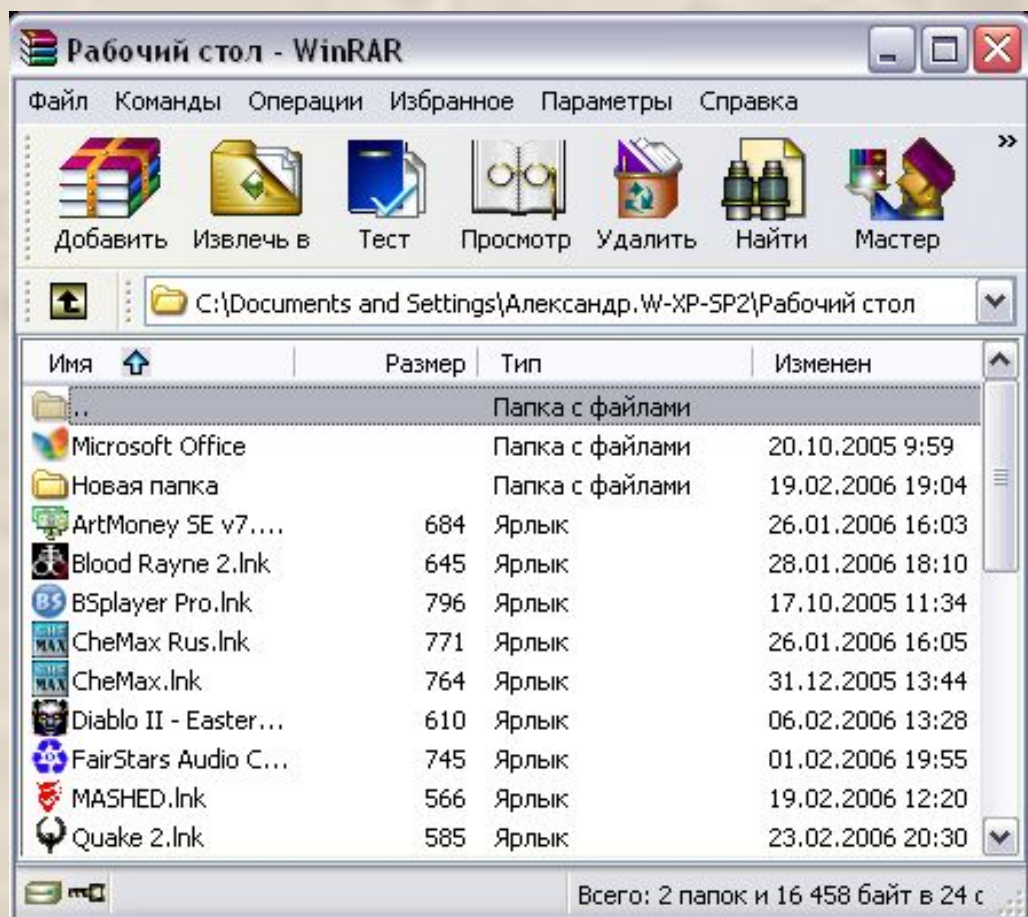 Рабочий стол - WinRAR
Файл Команды Операции Избранное Параметры Справка
»
Добавить Извлечь в Тест Просмотр Удалить Найти Мастер
C:\Documents and Settings\Александр.W-XP-SP2\Рабочий стол
Имя Размер Тип Изменен
.. Папка с файлами
Microsoft Office Папка с файлами 20.10.2005 9:59
Новая папка Папка с файлами 19.02.2006 19:04
ArtMoney SE v7.... 684 Ярлык 26.01.2006 16:03
Blood Rayne 2.lnk 645 Ярлык 28.01.2006 18:10
BSplayer Pro.lnk 796 Ярлык 17.10.2005 11:34
CheMax Rus.lnk 771 Ярлык 26.01.2006 16:05
CheMax.lnk 764 Ярлык 31.12.2005 13:44
Diablo II - Easter... 610 Ярлык 06.02.2006 13:28
FairStars Audio C... 745 Ярлык 01.02.2006 19:55
MASHED.lnk 566 Ярлык 19.02.2006 12:20
Quake 2.lnk 585 Ярлык 23.02.2006 20:30
Всего: 2 папок и 16 458 байт в 24 с